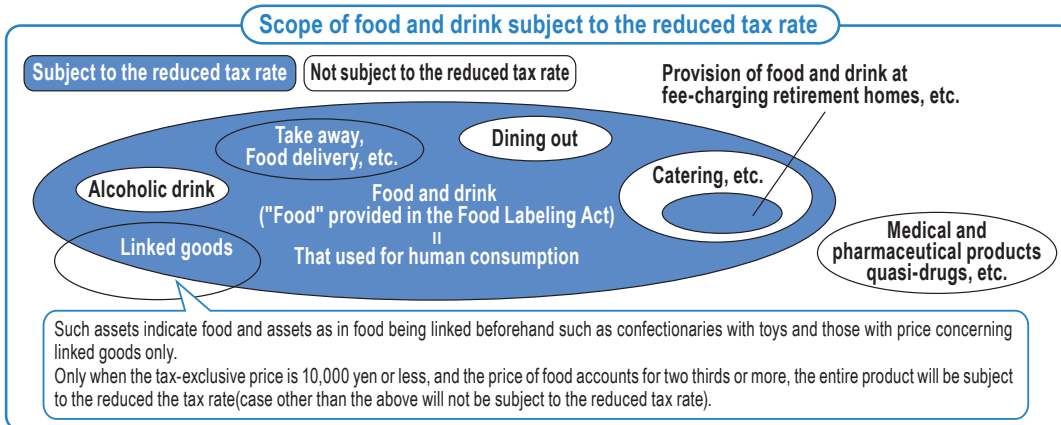 Scope of food and drink subject to the reduced tax rate
Subject to the reduced tax rate
Not subject to the reduced tax rate
Provision of food and drink at
fee-charging retirement homes, etc.
Take away,
Food delivery, etc.
Dining out
Catering, etc.
Alcoholic drink
Food and drink
("Food" provided in the Food Labeling Act)
=
That used for human consumption
Linked goods
Medical and
pharmaceutical products
quasi-drugs, etc.
Such assets indicate food and assets as in food being linked beforehand such as confectionaries with toys and those with price concerning
linked goods only.
Only when the tax-exclusive price is 10,000 yen or less, and the price of food accounts for two thirds or more, the entire product will be subject
to the reduced the tax rate(case other than the above will not be subject to the reduced tax rate).